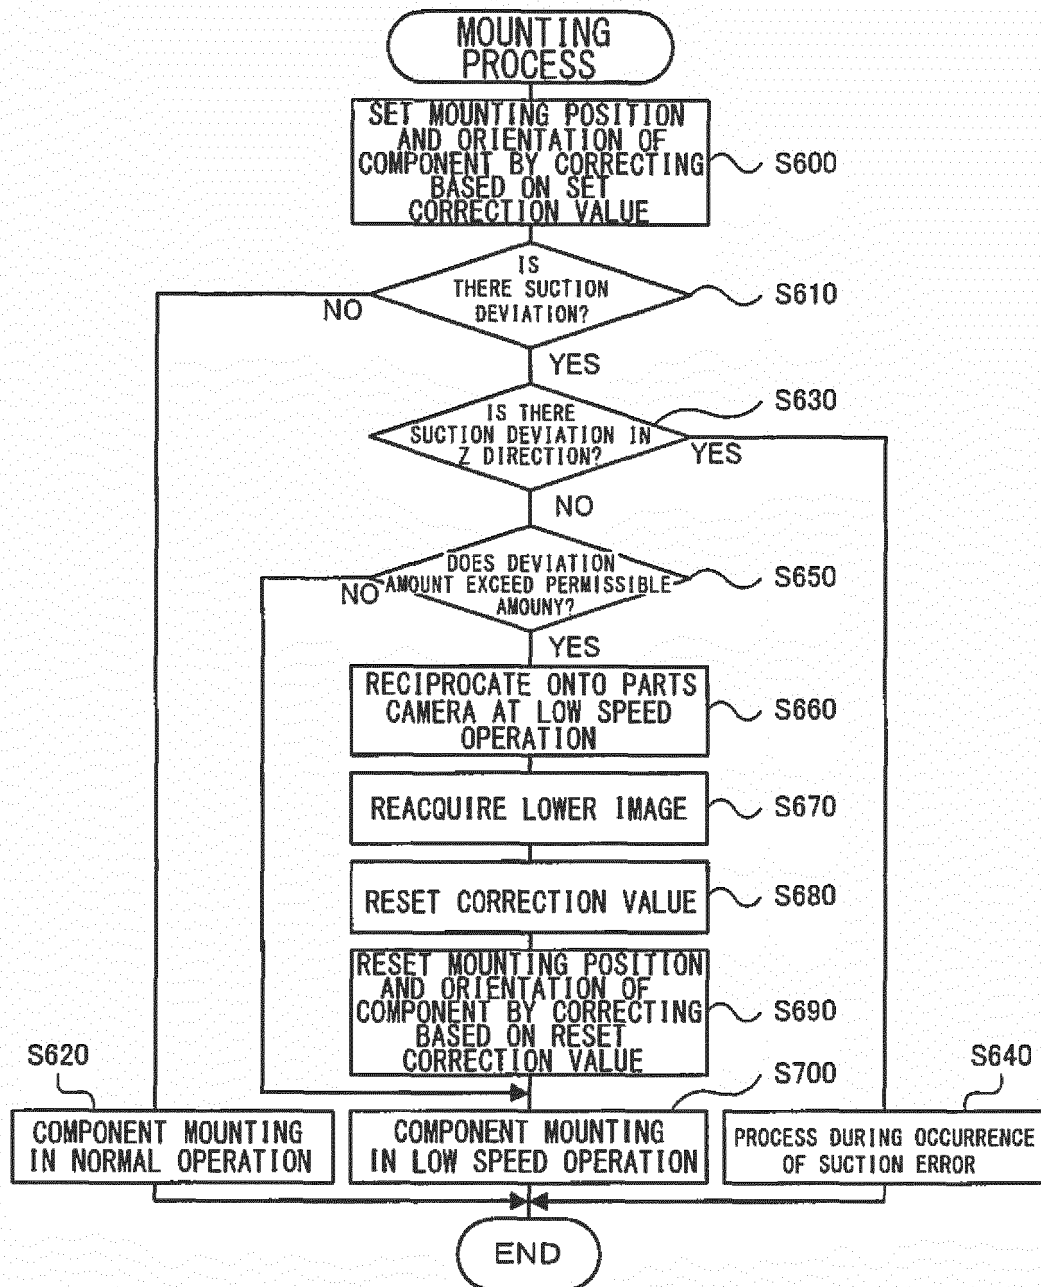 MOUNTING
PROCESS
SET MOUNTING POSITION
AND ORIENTATION OF
COMPONENT BY CORRECTING
BASED ON SET
CORRECTION VALUE
S600
IS
THERE SUCTION
DEVIATION?
S610
NO
YES
IS THERE
SUCTION DEVIATION IN
Z DIRECTION?
S630
YES
NO
DOES DEVIATION
AMOUNT EXCEED PERMISSIBLE
AMOUNY?
S650
NO
YES
RECIPROCATE ONTO PARTS
CAMERA AT LOW SPEED
OPERATION
S660
REACQUIRE LOWER IMAGE
S670
RESET CORRECTION VALUE
S680
RESET MOUNTING POSITION
AND ORIENTATION OF
COMPONENT BY CORRECTING
BASED ON RESET
CORRECTION VALUE
S690
S620
S700
S640
COMPONENT MOUNTING
IN NORMAL OPERATION
COMPONENT MOUNTING
IN LOW SPEED OPERATION
PROCESS DURING OCCURRENCE
OF SUCTION ERROR
END